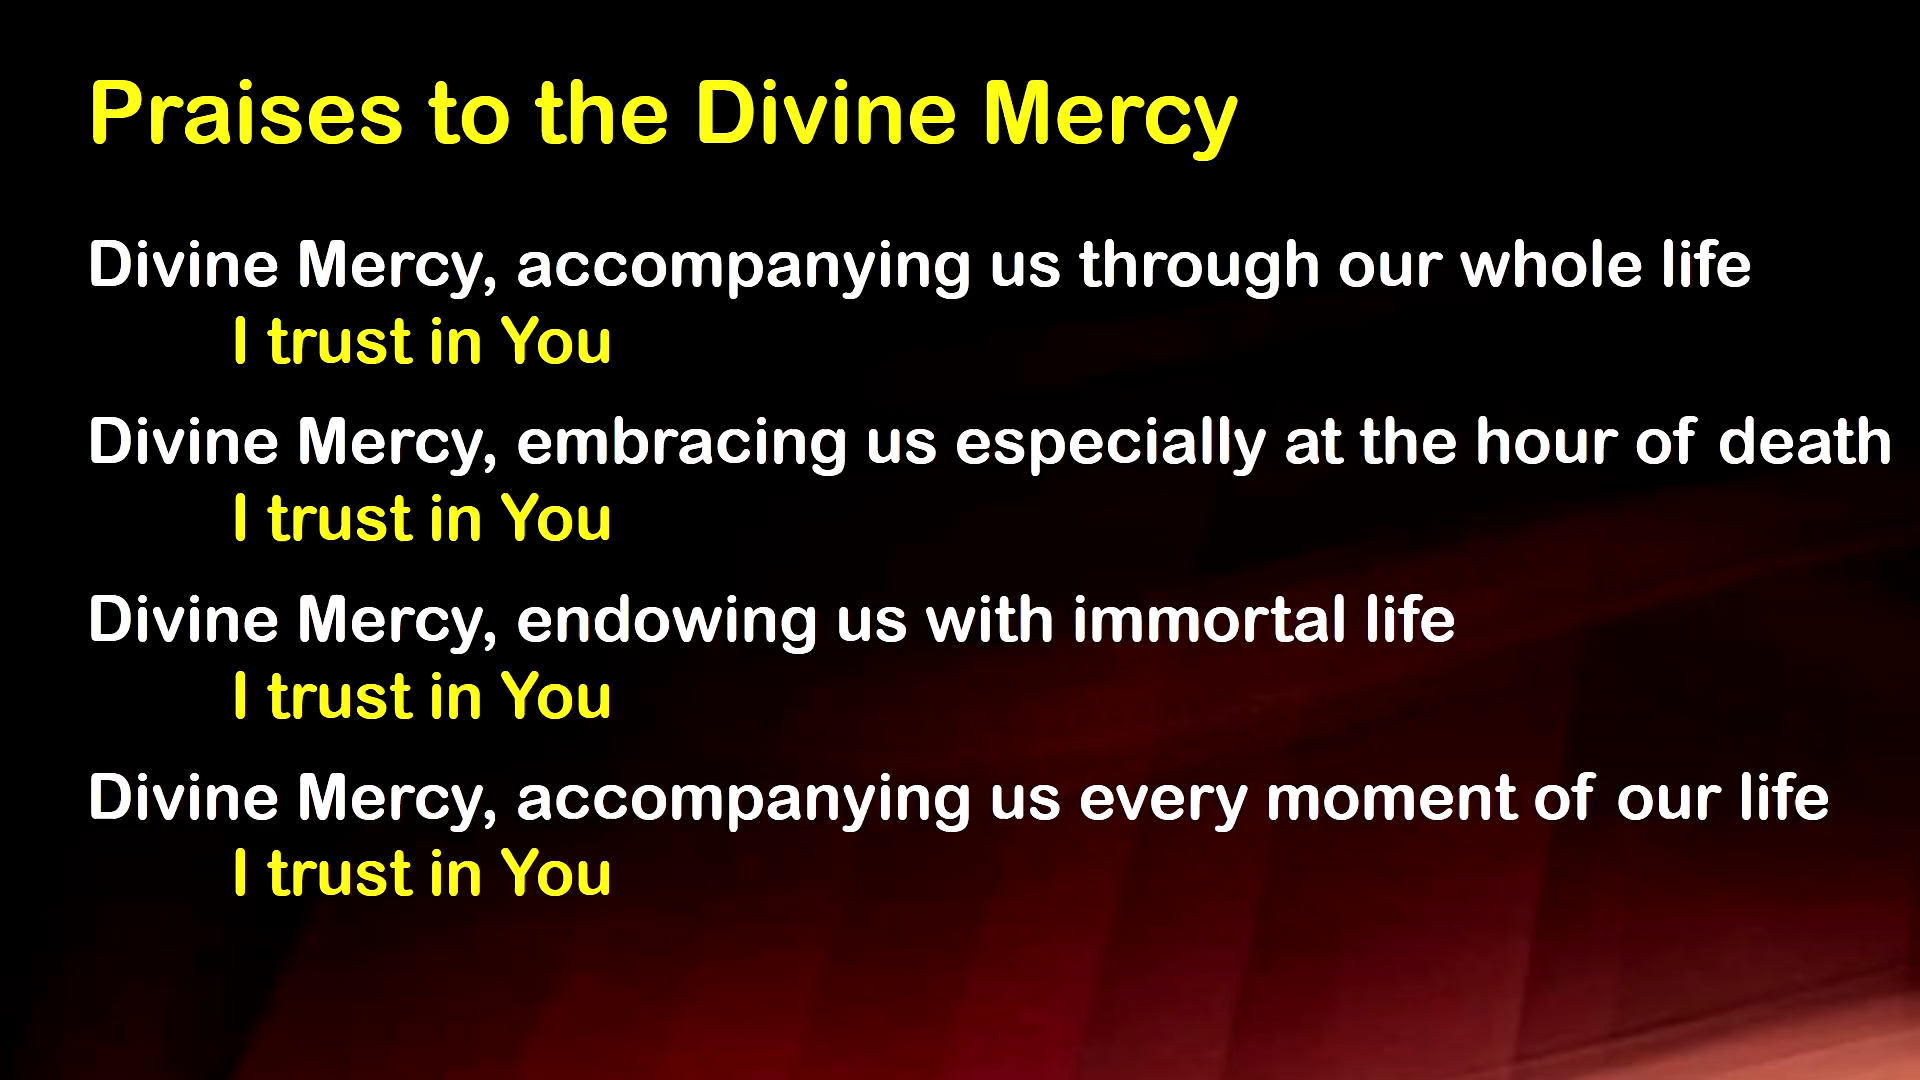 Praises to the Divine Mercy
Divine Mercy, accompanying us through our whole life
I trust in You
Divine Mercy, embracing us especially at the hour of death
I trust in You
Divine Mercy, endowing us with immortal life
I trust in You
Divine Mercy, accompanying us every moment of our life
I trust in You